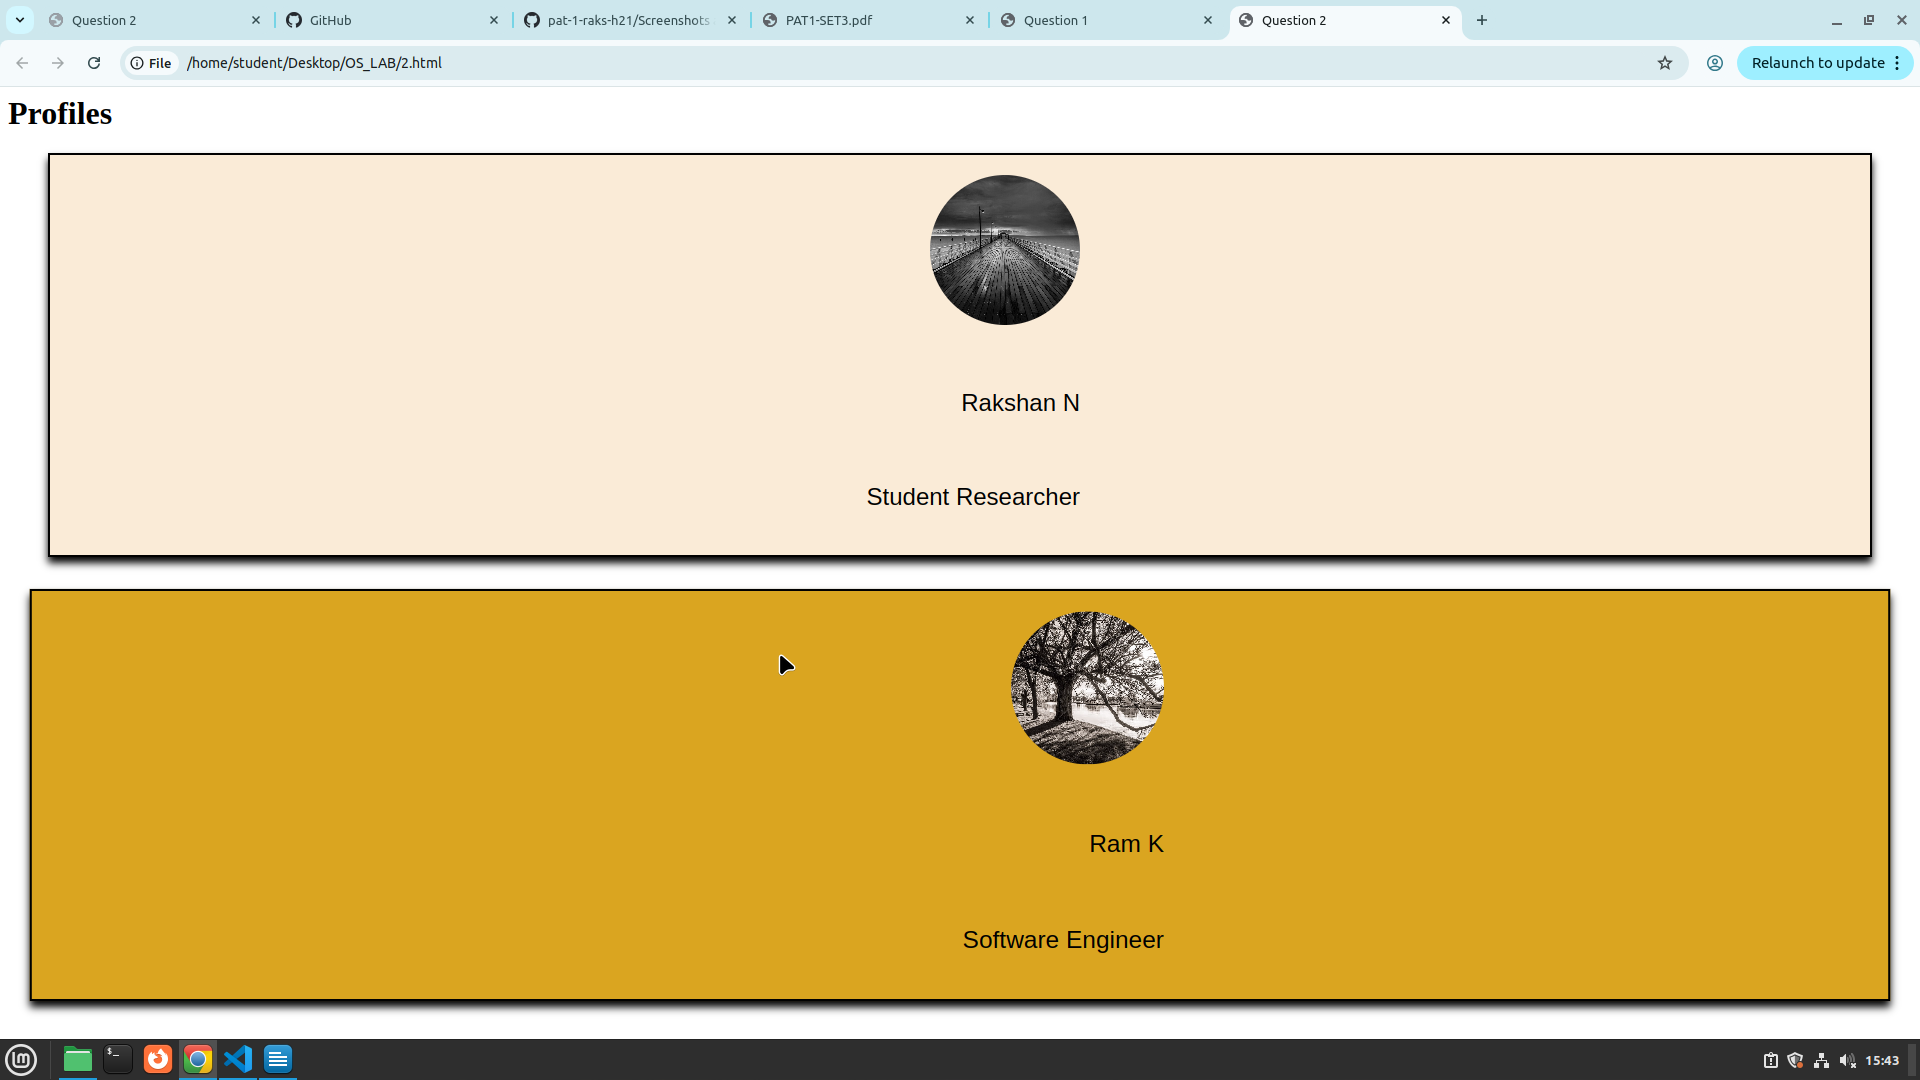 Question 2
GitHub
pat-1-raks-h21/Screenshots
PAT1-SET3.pdf
Question 1
Question 2
File
/home/student/Desktop/OS_LAB/2.html
Relaunch to update
Profiles
Rakshan N
Student Researcher
Ram K
Software Engineer
$_
15:43